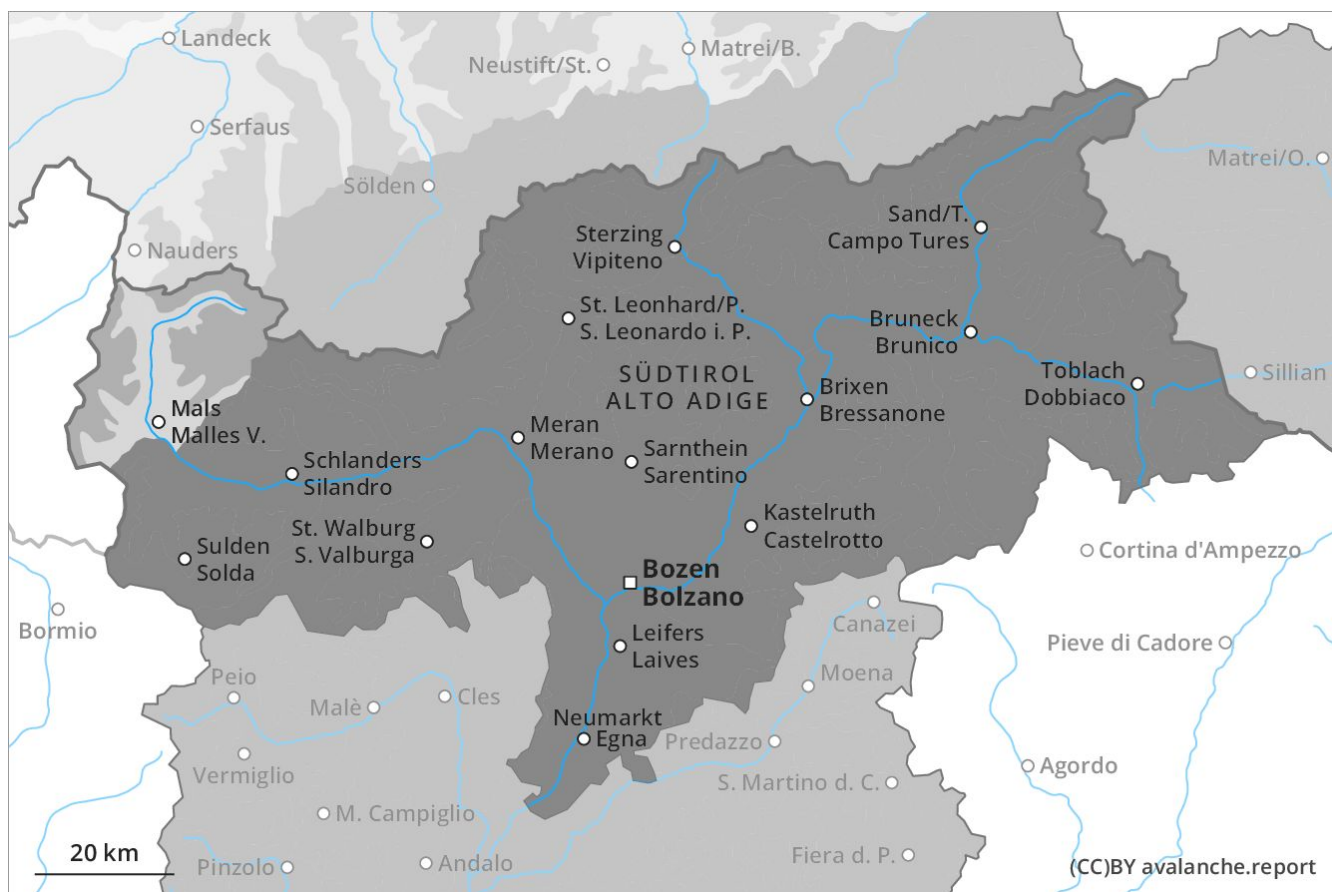 Landeck
Matrei/B.
Neustift/St.
Serfaus
Matrei/O.
Sölden
Nauders
Sand/T.
Campo Tures
Sterzing
Vipiteno
St. Leonhard/P.
S. Leonardo i. P.
Bruneck
Brunico
SÜDTIROL
ALTO ADIGE
Toblach
Dobbiaco
Sillian
Brixen
Bressanone
Mals
Malles V.
Meran
Merano
Sarnthein
Sarentino
Schlanders
Silandro
Kastelruth
Castelrotto
St. Walburg
S. Valburga
Sulden
Solda
Cortina d'Ampezzo
Bozen
Bolzano
Bormio
Canazei
Leifers
Laives
Pieve di Cadore
Peio
Moena
Malè
Cles
Neumarkt
Egna
Predazzo
Vermiglio
Agordo
S. Martino d. C.
M. Campiglio
20 km
Pinzolo
Andalo
Fiera d. P.
(CC)BY avalanche.report